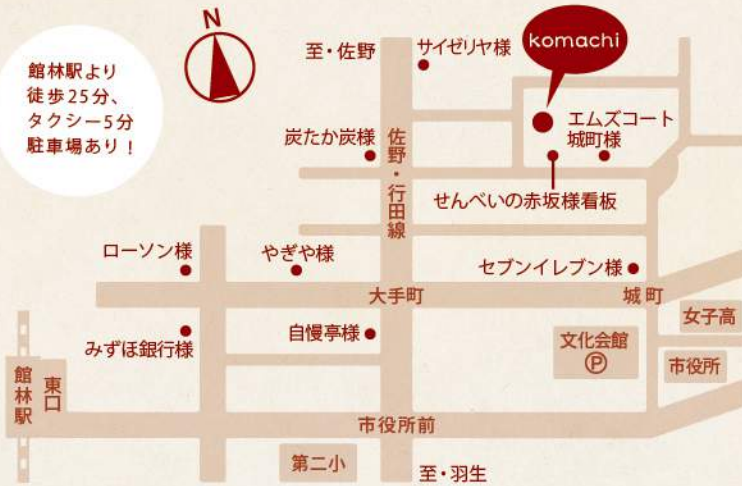 館林駅より
徒歩25分、
タクシー5分
駐車場あり！
N
至・佐野
サイゼリヤ様
komachi
エムズコート
城町様
炭たか炭様
佐野・行田線
せんべいの赤坂様看板
ローソン様
やぎや様
セブンイレブン様
大手町
城町
女子高
みずほ銀行様
自慢亭様
文化会館
P
市役所
館林駅
東口
市役所前
第二小
至・羽生